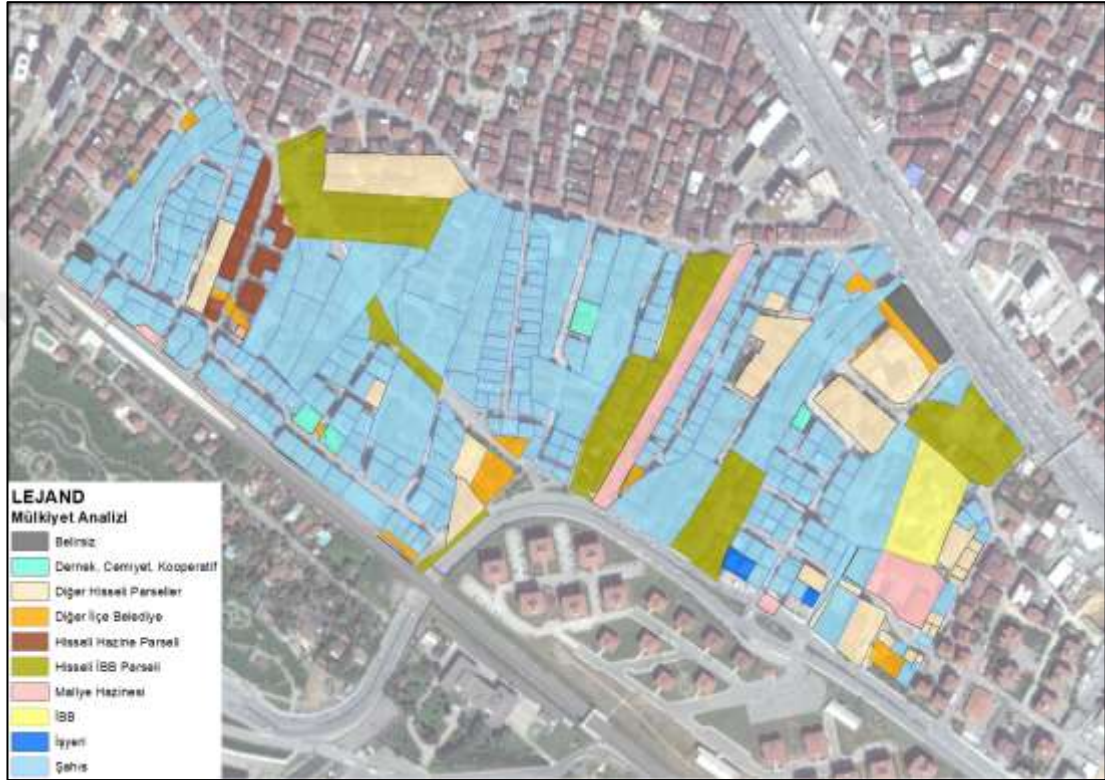 LEJAND
Mülkiyet Analizi
Belirsiz
Dernek, Cemiyet, Kooperatif
Diğer Hisseli Parseller
Diğer İlçe Belediye
Hisseli Hazine Parseli
Hisseli İBB Parseli
Maliye Hazinesi
İBB
İşyeri
Şahıs